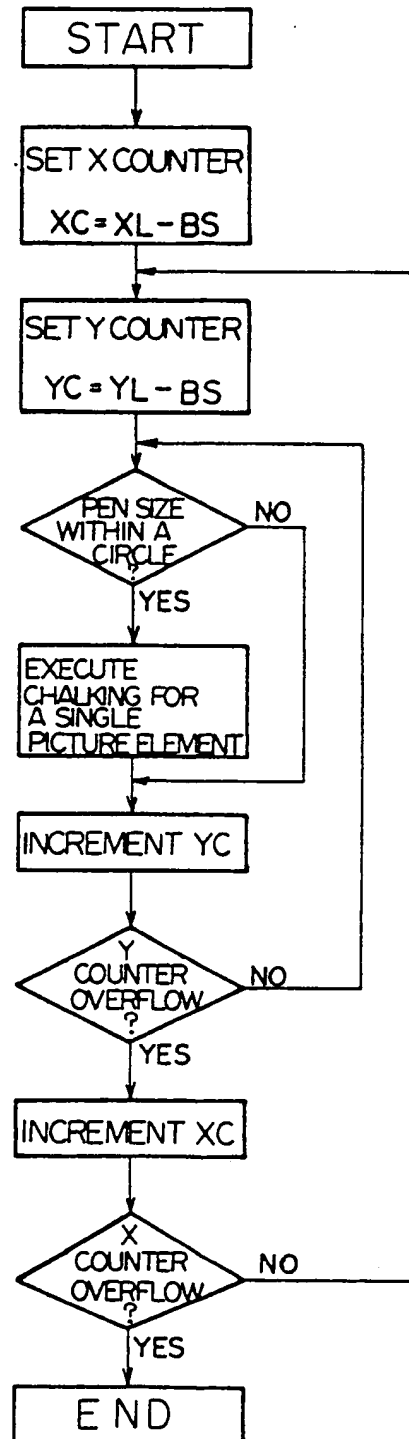 START
SET X COUNTER
XC = XL - BS
SET Y COUNTER
YC = YL - BS
PEN SIZE
WITHIN A
CIRCLE
?
NO
YES
EXECUTE
CHALKING FOR
A SINGLE
PICTURE ELEMENT
INCREMENT YC
Y
COUNTER
OVERFLOW
?
NO
YES
INCREMENT XC
X
COUNTER
OVERFLOW
?
NO
YES
END